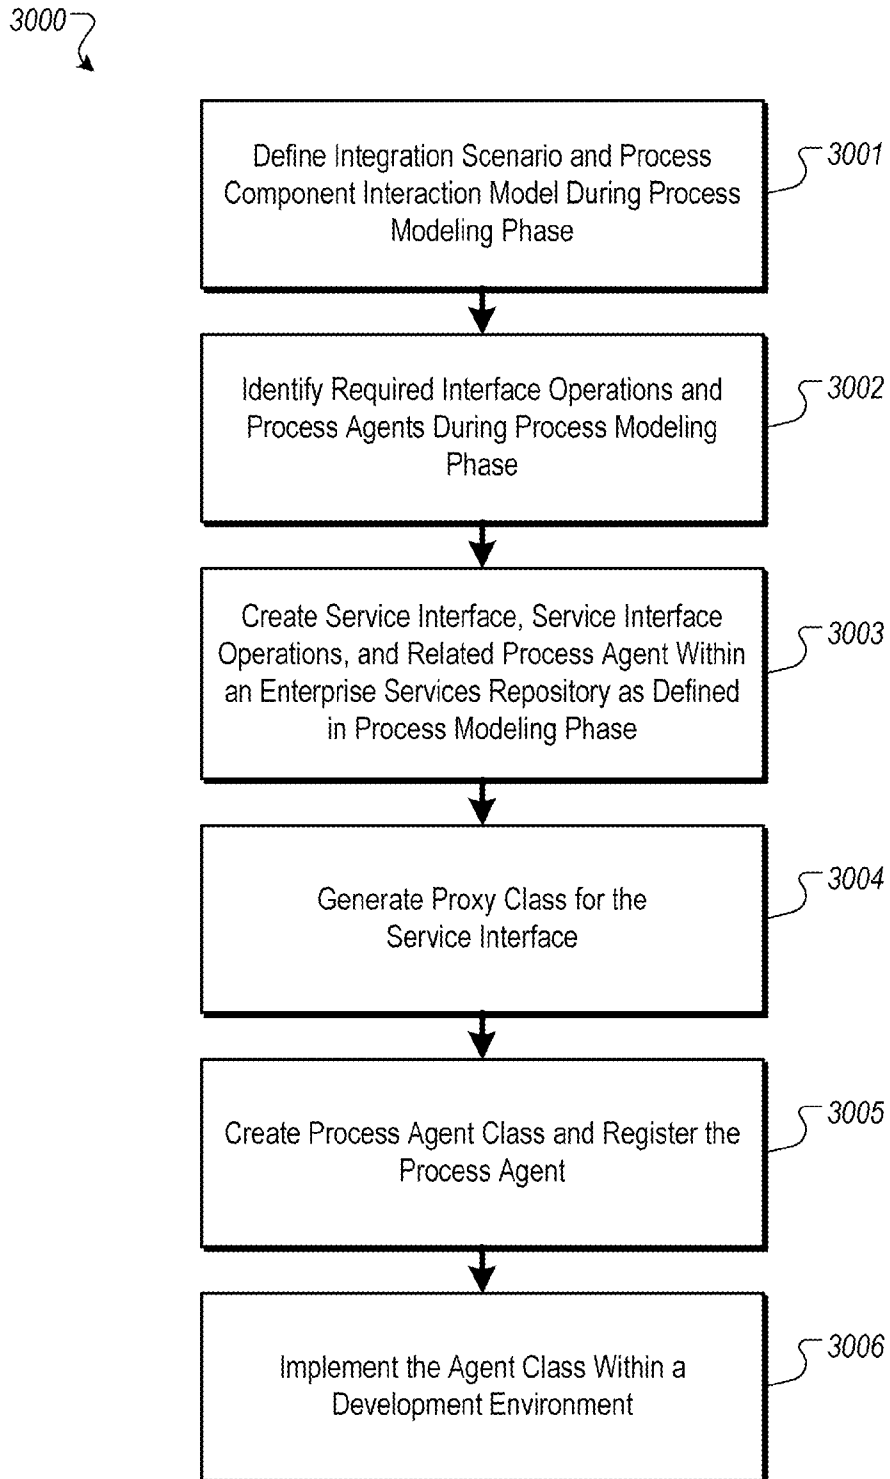 3000
Define Integration Scenario and Process
Component Interaction Model During Process
Modeling Phase
3001
Identify Required Interface Operations and
Process Agents During Process Modeling
Phase
3002
Create Service Interface, Service Interface
Operations, and Related Process Agent Within
an Enterprise Services Repository as Defined
in Process Modeling Phase
3003
Generate Proxy Class for the
Service Interface
3004
Create Process Agent Class and Register the
Process Agent
3005
Implement the Agent Class Within a
Development Environment
3006